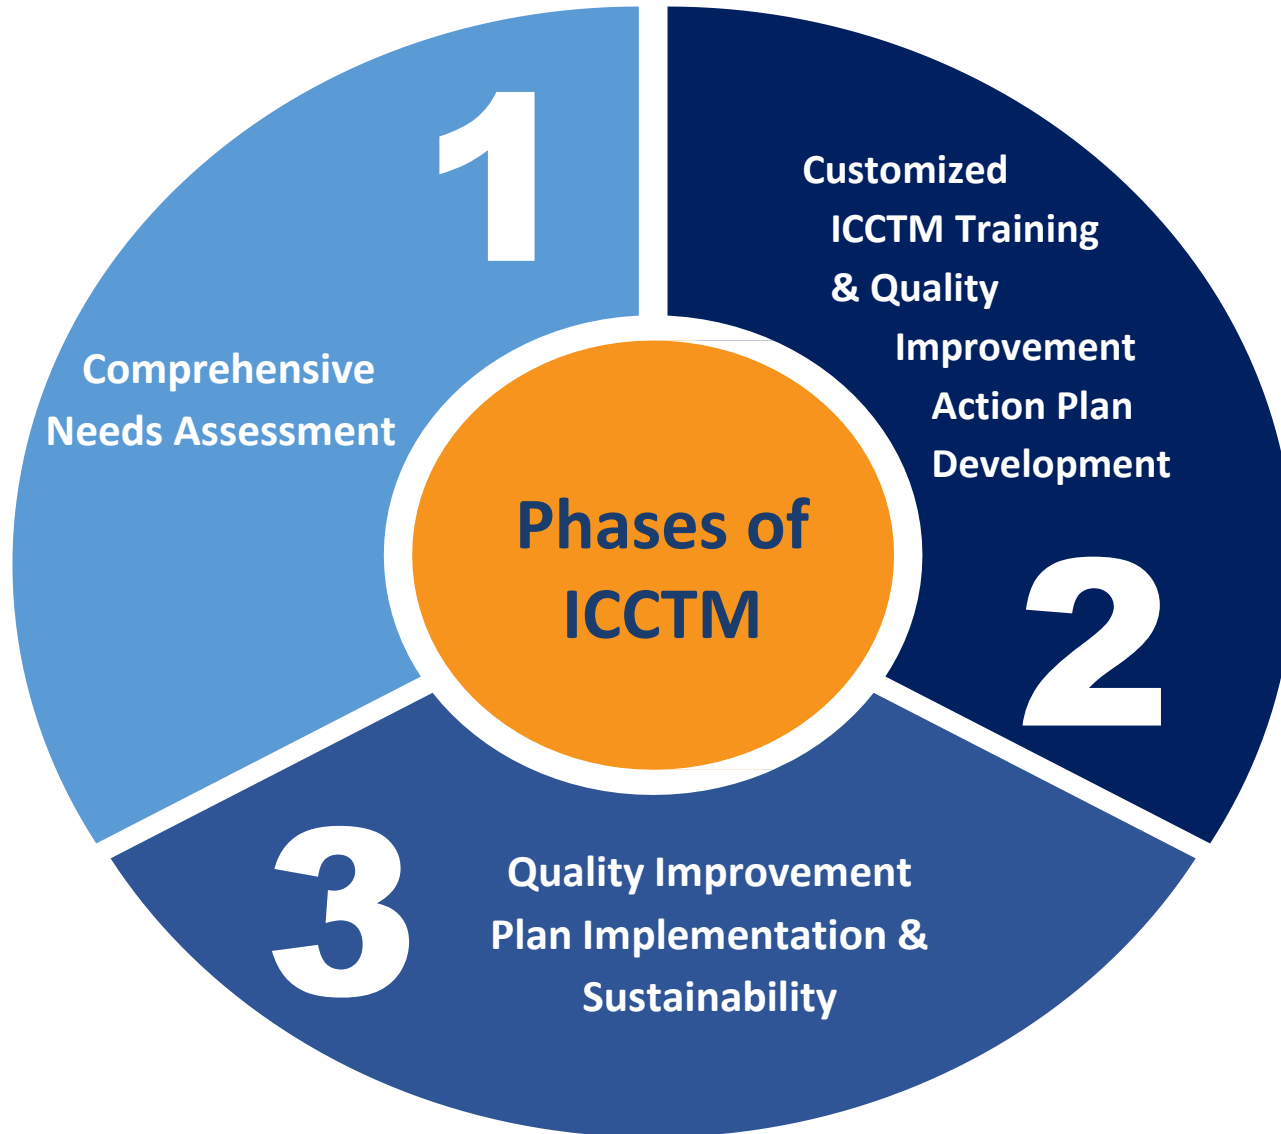 1
Comprehensive
Needs Assessment
Customized
ICCTM Training
& Quality
Improvement
Action Plan
Development
2
3
Quality Improvement
Plan Implementation &
Sustainability
Phases of
ICCTM